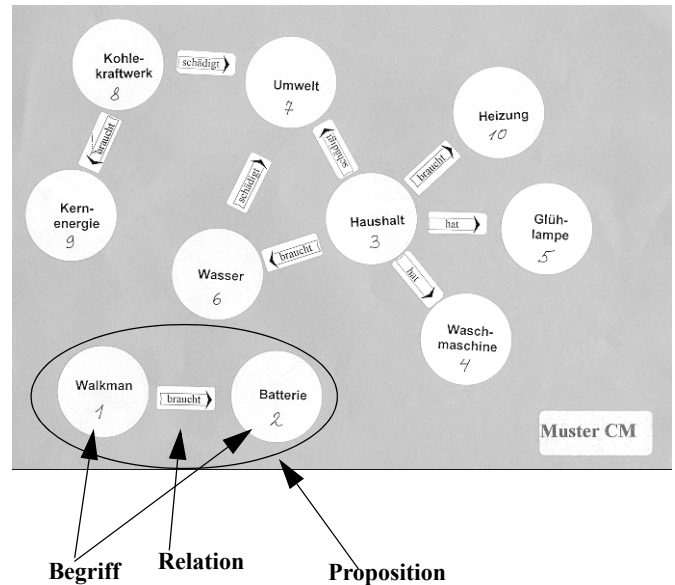 Kohle-
kraftwerk
8
schädigt
Umwelt
7
Heizung
10
braucht
schädigt
braucht
Kern-
energie
9
schädigt
Haushalt
3
hat
Glüh-
lampe
5
Wasser
6
braucht
hat
Wasch-
maschine
4
Walkman
1
braucht
Batterie
2
Muster CM
Begriff
Relation
Proposition